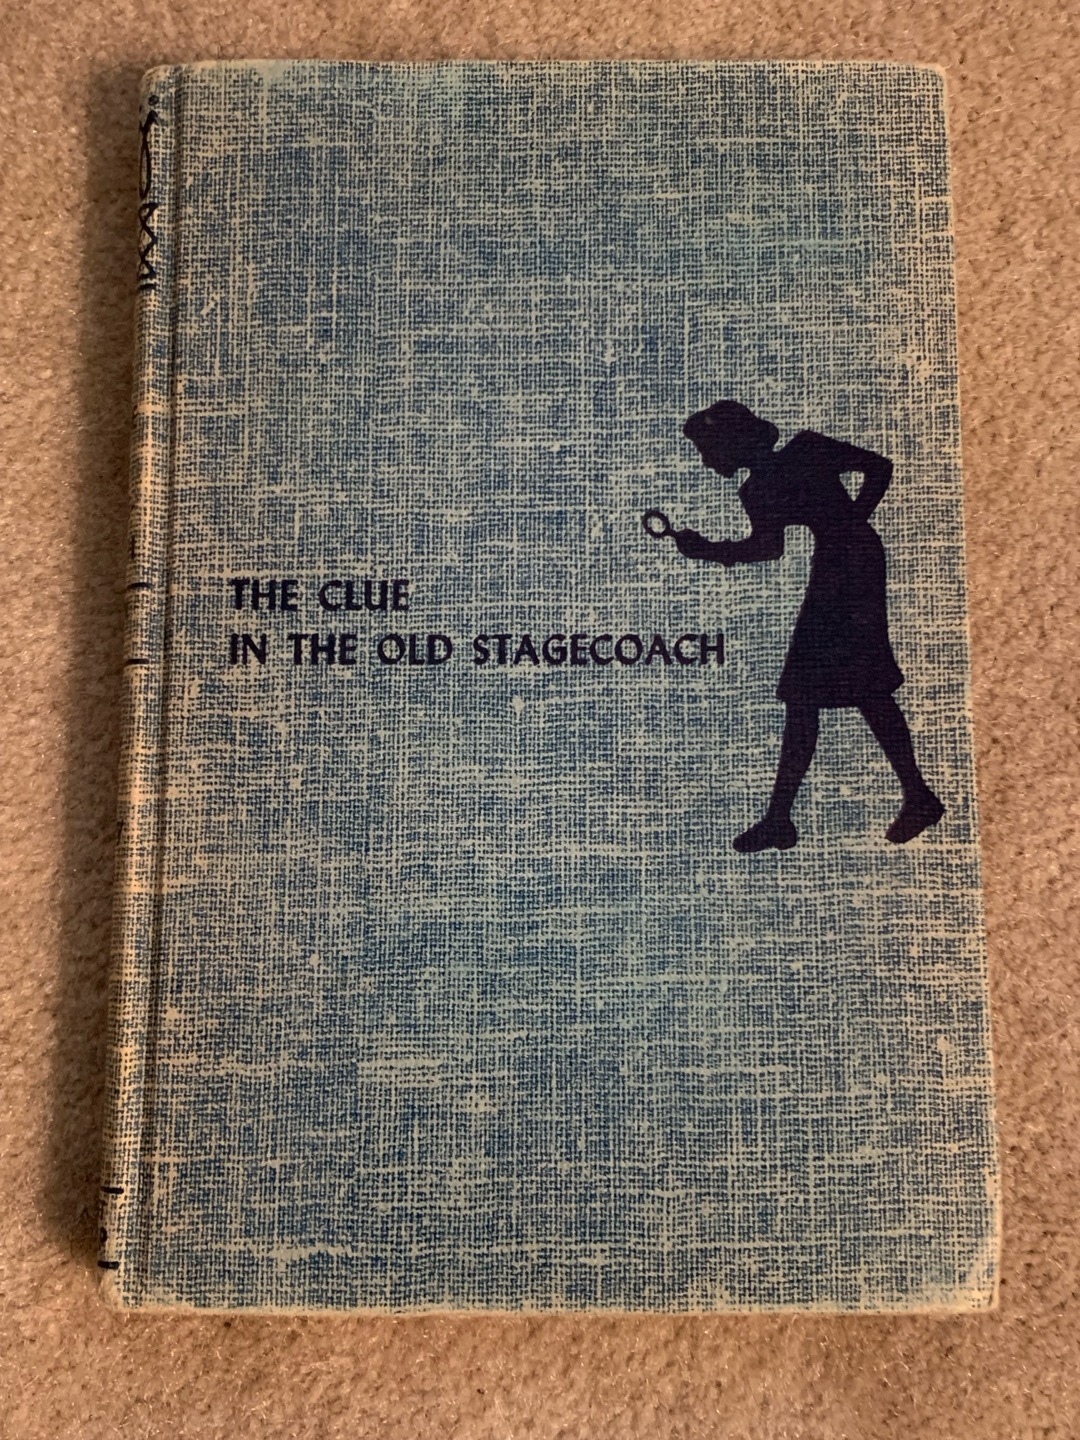 THE CLUE
IN THE OLD STAGECOACH